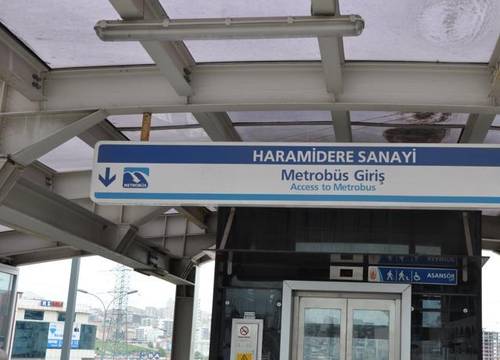 HARAMİDERE SANAYİ
Metrobüs Giriş
Access to Metrobus
METROBÜS
ASANSÖR